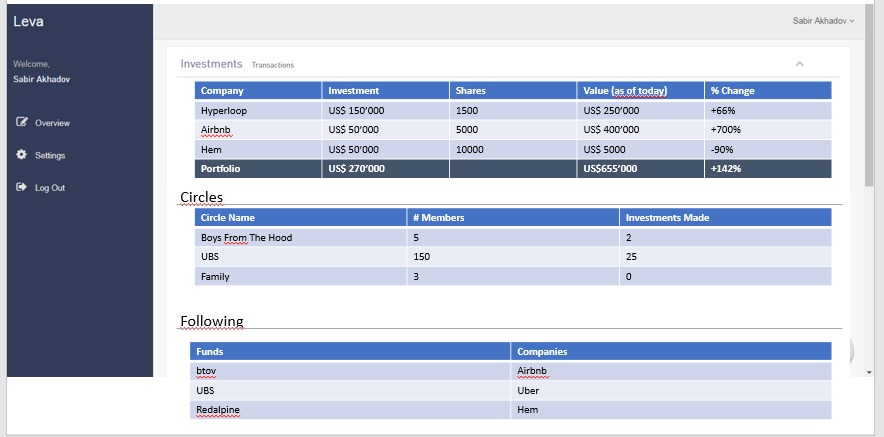 Leva
Sabir Akhadov
Welcome,
Sabir Akhadov
Overview
Settings
Log Out
Investments Transactions
Company Investment Shares Value (as of today) % Change
Hyperloop US$ 150'000 1500 US$ 250'000 +66%
Airbnb US$ 50'000 5000 US$ 400'000 +700%
Hem US$ 50'000 10000 US$ 5000 -90%
Portfolio US$ 270'000 US$655'000 +142%
Circles
Circle Name # Members Investments Made
Boys From The Hood 5 2
UBS 150 25
Family 3 0
Following
Funds Companies
btov Airbnb
UBS Uber
Redalpine Hem